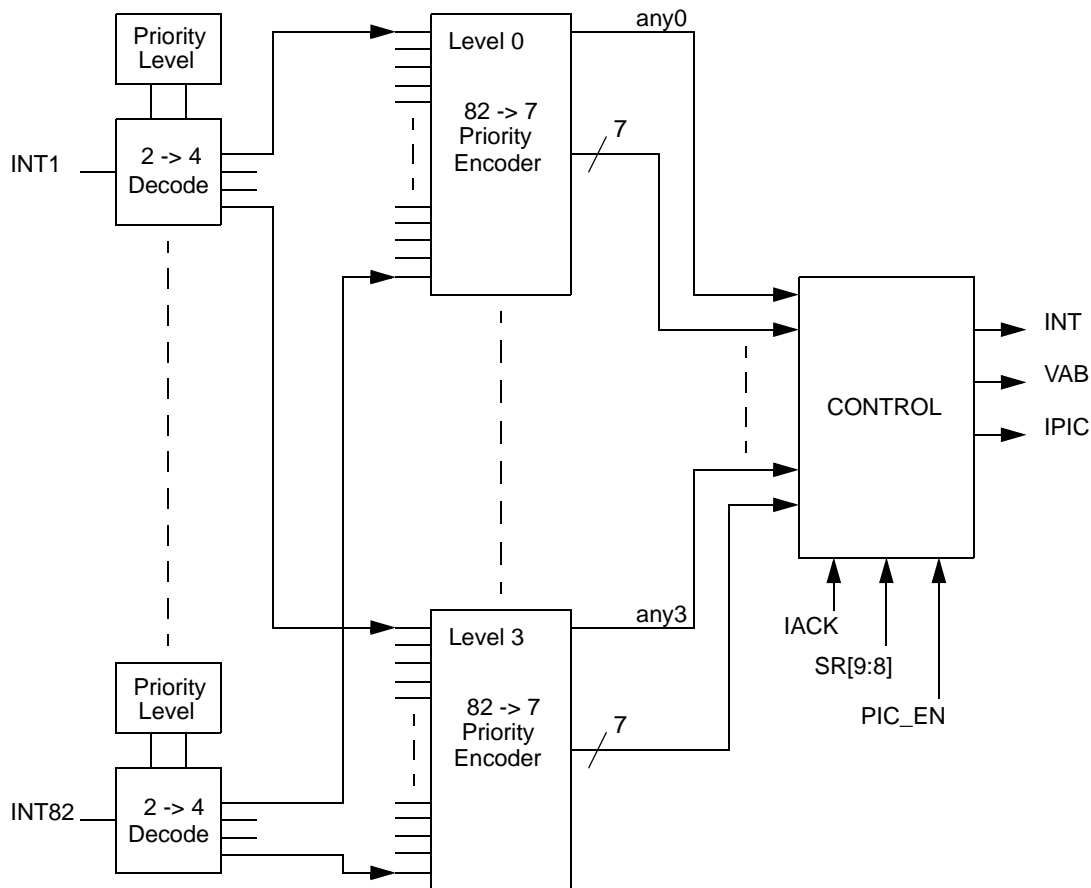 any0
Priority
Level
Level 0
82 -> 7
Priority
Encoder
7
INT1
2 -> 4
Decode
INT
VAB
CONTROL
IPIC
any3
IACK
Level 3
SR[9:8]
Priority
Level
82 -> 7
Priority
Encoder
7
PIC_EN
INT82
2 -> 4
Decode